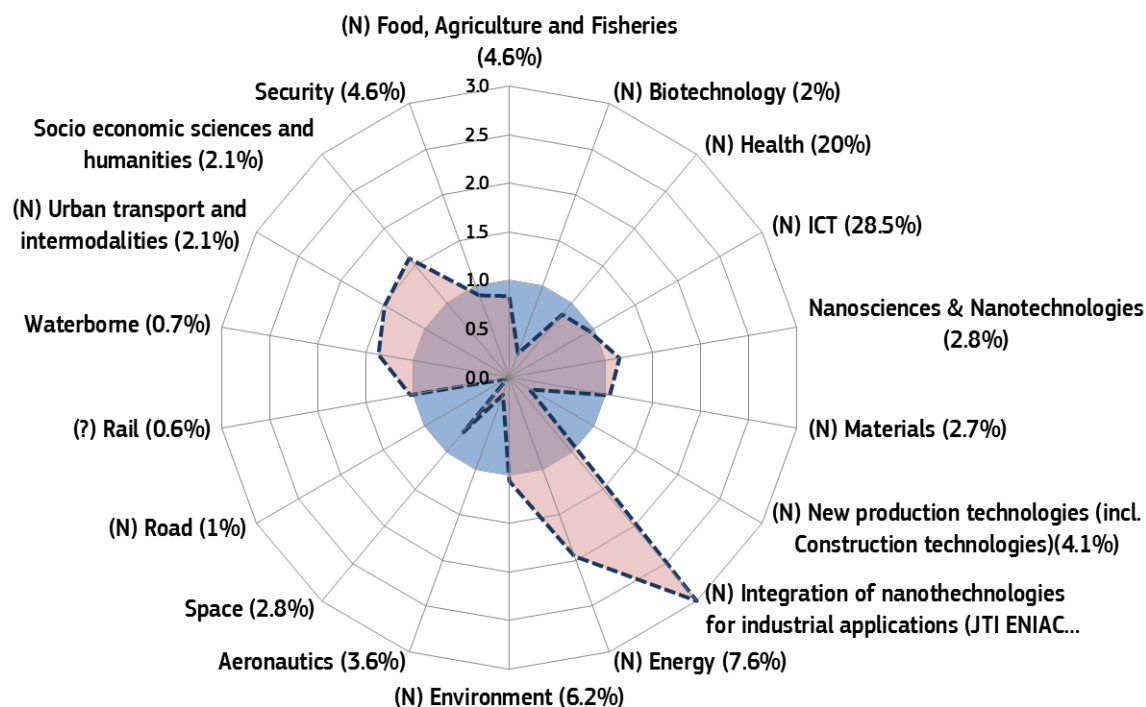 (N) Food, Agriculture and Fisheries
(4.6%)
Security (4.6%)
(N) Biotechnology (2%)
Socio economic sciences and
humanities (2.1%)
(N) Health (20%)
(N) Urban transport and
intermodalities (2.1%)
(N) ICT (28.5%)
Waterborne (0.7%)
Nanosciences & Nanotechnologies
(2.8%)
(?) Rail (0.6%)
(N) Materials (2.7%)
(N) Road (1%)
(N) New production technologies (incl.
Construction technologies)(4.1%)
Space (2.8%)
(N) Integration of nanothechnologies
for industrial applications (JTI ENIAC...
Aeronautics (3.6%)
(N) Energy (7.6%)
(N) Environment (6.2%)
3.0
2.5
2.0
1.5
1.0
0.5
0.0